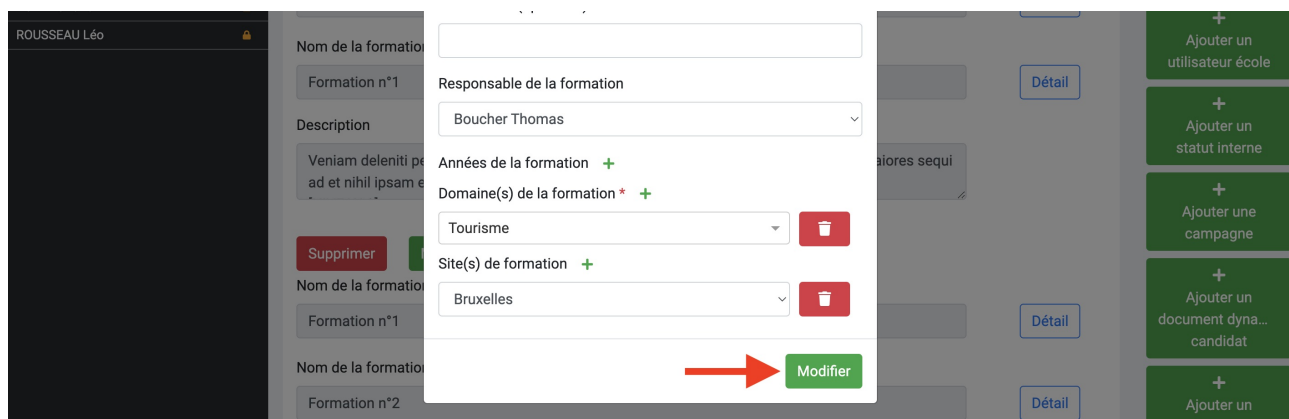 ROUSSEAU Léo
Nom de la formation
Formation n°1
Détail
Description
Veniam deleniti
aiores sequi
ad et nihil ipsam
Supprimer
Nom de la formation
Formation n°1
Détail
Nom de la formation
Formation n°2
Détail
Responsable de la formation
Boucher Thomas
Années de la formation +
Domaine(s) de la formation * +
Tourisme
Site(s) de formation +
Bruxelles
Modifier
+
Ajouter un
utilisateur école
+
Ajouter un
statut interne
+
Ajouter une
campagne
+
Ajouter un
document dyna...
candidat
+
Ajouter un